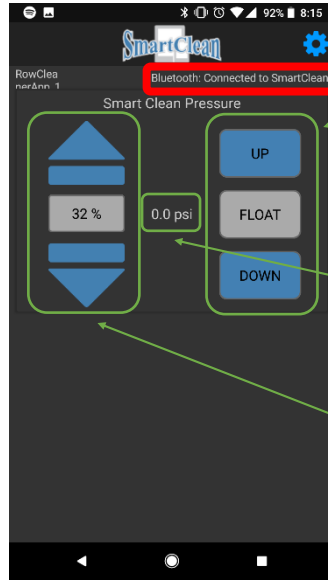 92% 8:15
SmartClean
RowClea
nerApp_1
Bluetooth: Connected to SmartClean
Smart Clean Pressure
UP
32 %
0.0 psi
FLOAT
DOWN